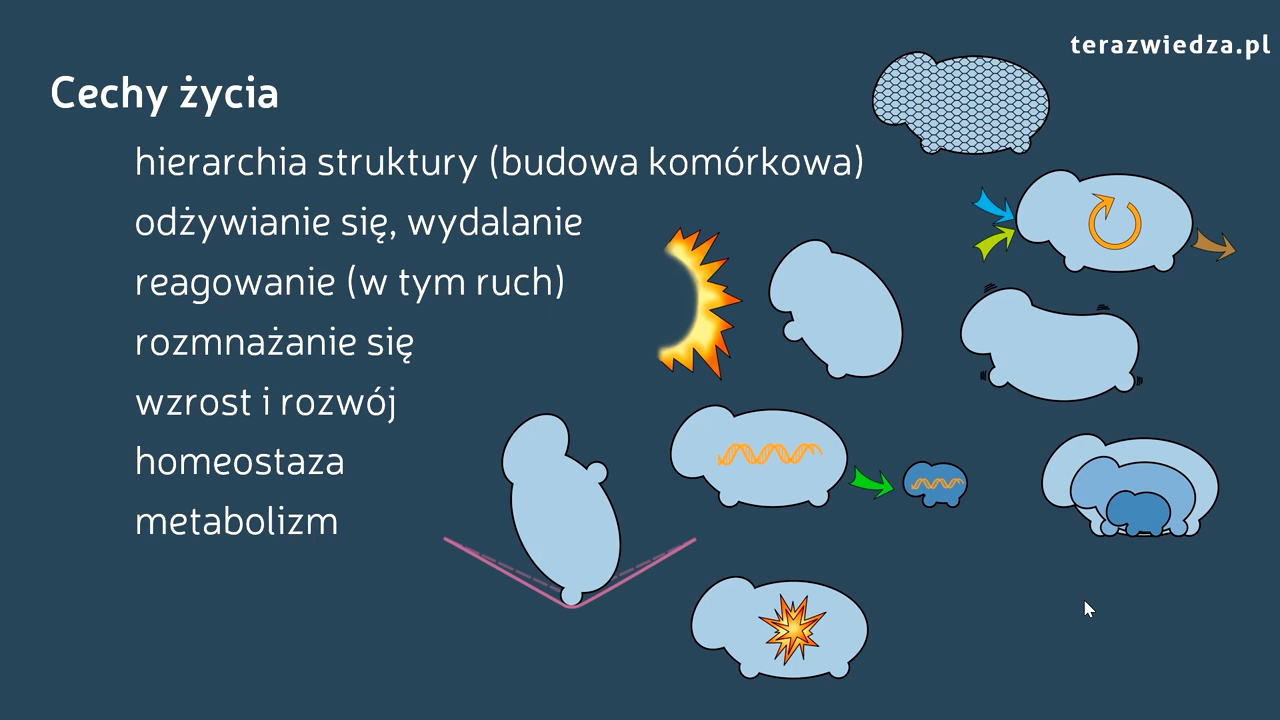 terazwiedza.pl
Cechy życia
hierarchia struktury (budowa komórkowa)
odżywianie się, wydalanie
reagowanie (w tym ruch)
rozmnażanie się
wzrost i rozwój
homeostaza
metabolizm